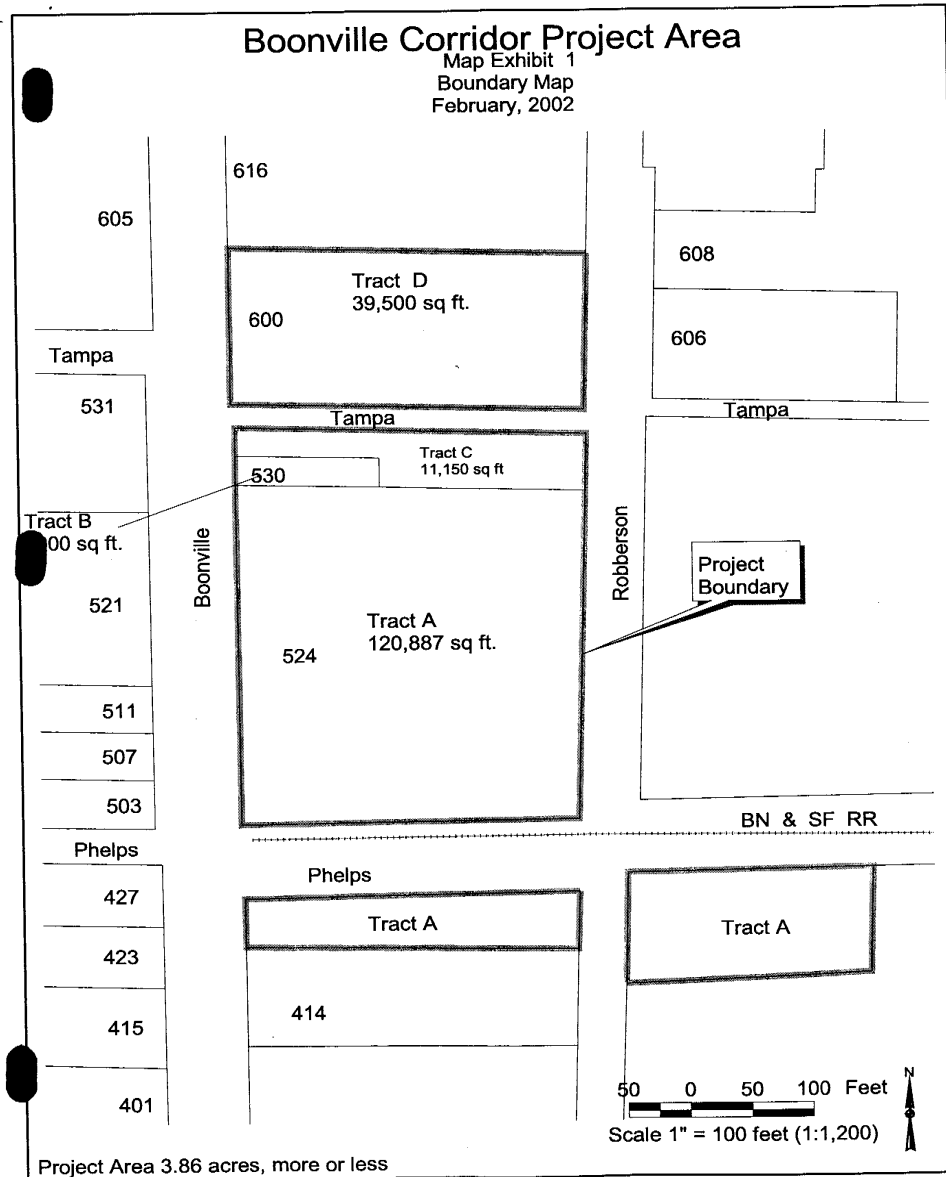 Boonville Corridor Project Area
Map Exhibit 1
Boundary Map
February, 2002
616
605
608
Tract D
39,500 sq ft.
600
606
Tampa
531
Tampa
Tampa
Tract C
11,150 sq ft
530
Tract B
00 sq ft.
Boonville
Robberson
Project
Boundary
521
Tract A
120,887 sq ft.
524
511
507
503
BN & SF RR
Phelps
Phelps
427
Tract A
Tract A
423
414
415
401
N
50 0 50 100 Feet
Scale 1" = 100 feet (1:1,200)
Project Area 3.86 acres, more or less